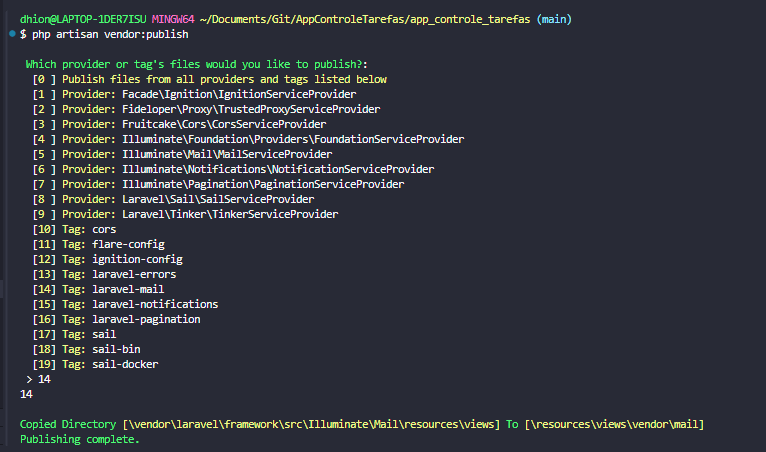 dhion@LAPTOP-1DER7ISU MINGW64 ~/Documents/Git/AppControleTarefas/app_controle_tarefas (main)
$ php artisan vendor:publish
Which provider or tag's files would you like to publish?:
[0 ] Publish files from all providers and tags listed below
[1 ] Provider: Facade\Ignition\IgnitionServiceProvider
[2 ] Provider: Fideloper\Proxy\TrustedProxyServiceProvider
[3 ] Provider: Fruitcake\Cors\CorsServiceProvider
[4 ] Provider: Illuminate\Foundation\Providers\FoundationServiceProvider
[5 ] Provider: Illuminate\Mail\MailServiceProvider
[6 ] Provider: Illuminate\Notifications\NotificationServiceProvider
[7 ] Provider: Illuminate\Pagination\PaginationServiceProvider
[8 ] Provider: Laravel\Sail\SailServiceProvider
[9 ] Provider: Laravel\Tinker\TinkerServiceProvider
[10] Tag: cors
[11] Tag: flare-config
[12] Tag: ignition-config
[13] Tag: laravel-errors
[14] Tag: laravel-mail
[15] Tag: laravel-notifications
[16] Tag: laravel-pagination
[17] Tag: sail
[18] Tag: sail-bin
[19] Tag: sail-docker
> 14
14
Copied Directory [\vendor\laravel\framework\src\Illuminate\Mail\resources\views] To [\resources\views\vendor\mail]
Publishing complete.